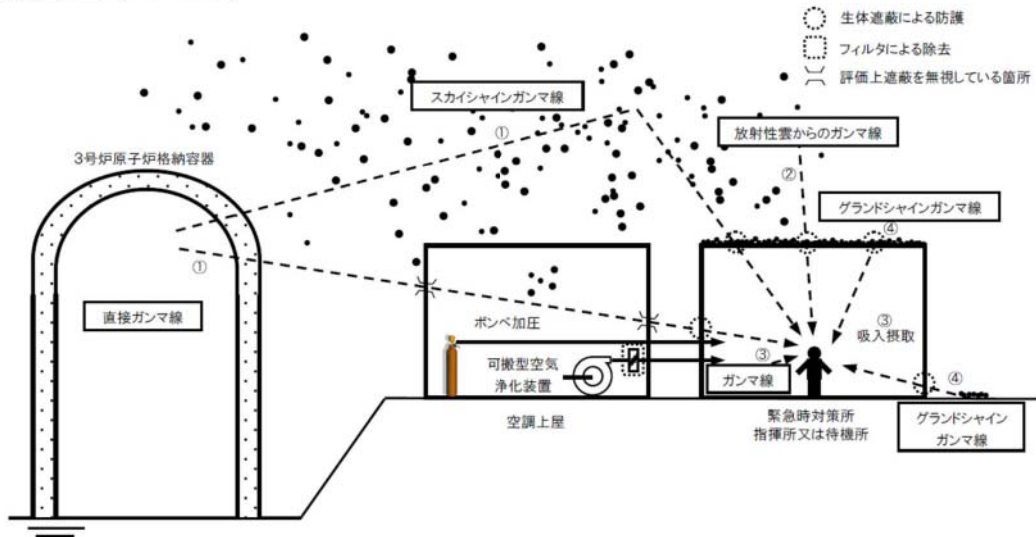 生体遮蔽による防護
フィルタによる除去
評価上遮蔽を無視している箇所
スカイシャインガンマ線
①
放射性雲からのガンマ線
②
3号炉原子炉格納容器
グランドシャインガンマ線
④
①
直接ガンマ線
ボンベ加圧
③
吸入摂取
可搬型空気
浄化装置
③
ガンマ線
④
空調上屋
緊急時対策所
指揮所又は待機所
グランドシャイン
ガンマ線